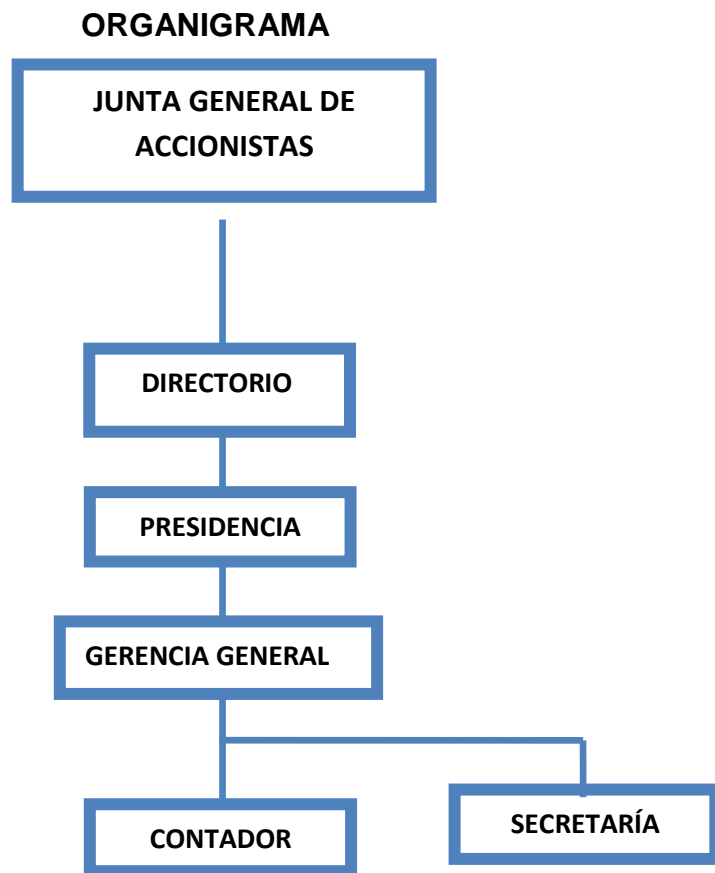 ORGANIGRAMA
JUNTA GENERAL DE
ACCIONISTAS
DIRECTORIO
PRESIDENCIA
GERENCIA GENERAL
CONTADOR
SECRETARÍA